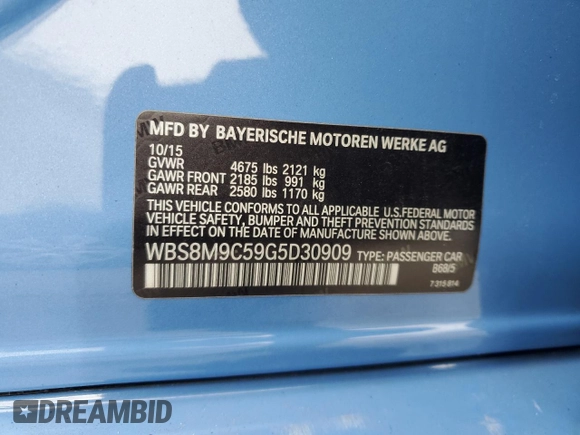 MFD BY BAYERISCHE MOTOREN WERKE AG
10/15
GVWR 4675 lbs 2121 kg
GAWR FRONT 2185 lbs 991 kg
GAWR REAR 2580 lbs 1170 kg
THIS VEHICLE CONFORMS TO ALL APPLICABLE U.S.FEDERAL MOTOR
VEHICLE SAFETY, BUMPER AND THEFT PREVENTION STANDARDS
IN EFFECT ON THE DATE OF MANUFACTURE SHOWN ABOVE.
WBS8M9C59G5D30909 TYPE: PASSENGER CAR
B68/5
7 315 814
DREAMBID